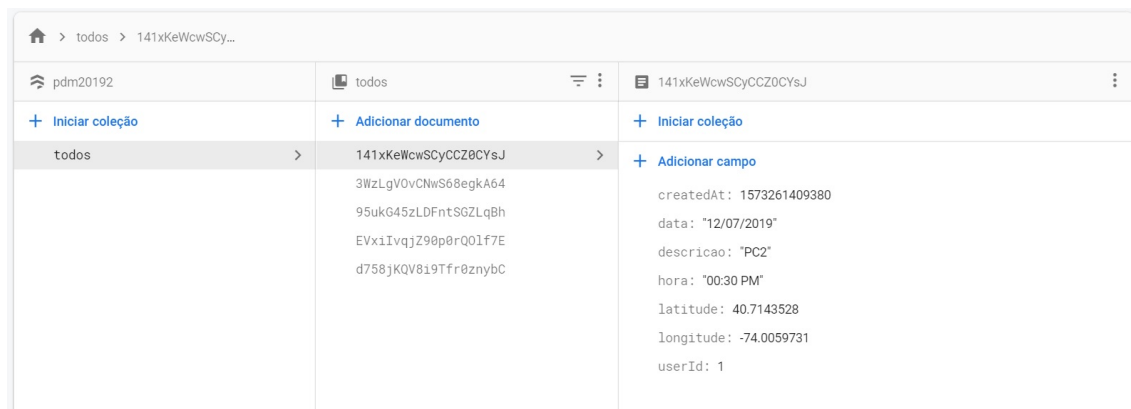 > todos > 141xKeWcwSCy…
pdm20192
+ Iniciar coleção
todos >
todos
+ Adicionar documento
141xKeWcwSCyCCZ0CYsJ >
3WzLgVOvCNwS68egkA64
95ukG45zLDFntSGZLqBh
EVxiIvqjZ90p0rQOlf7E
d758jKQV8i9Tfr0znybC
141xKeWcwSCyCCZ0CYsJ
+ Iniciar coleção
+ Adicionar campo
createdAt: 1573261409380
data: "12/07/2019"
descricao: "PC2"
hora: "00:30 PM"
latitude: 40.7143528
longitude: -74.0059731
userId: 1